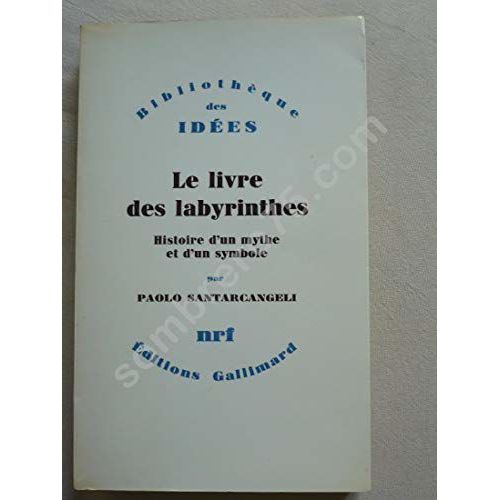 Bibliothèque
des
IDÉES
Le livre
des labyrinthes
Histoire d'un mythe
et d'un symbole
par
PAOLO SANTARCANGELI
nrf
Éditions Gallimard